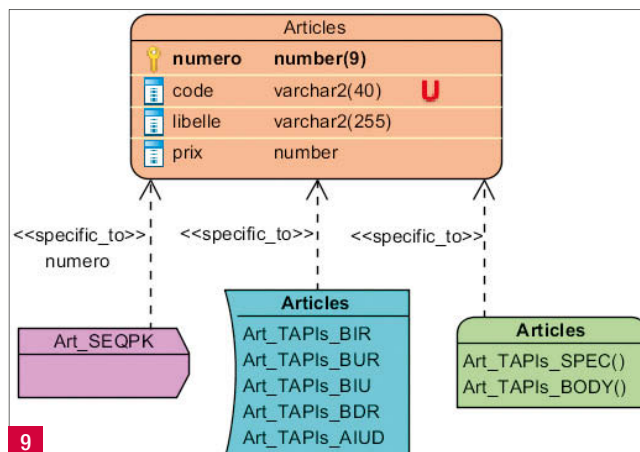 Articles
numero number(9)
code varchar2(40) U
libelle varchar2(255)
prix number
<<specific_to>>
numero
<<specific_to>>
<<specific_to>>
Art_SEQPK
Articles
Art_TAPIs_BIR
Art_TAPIs_BUR
Art_TAPIs_BIU
Art_TAPIs_BDR
Art_TAPIs_AIUD
Articles
Art_TAPIs_SPEC()
Art_TAPIs_BODY()
9